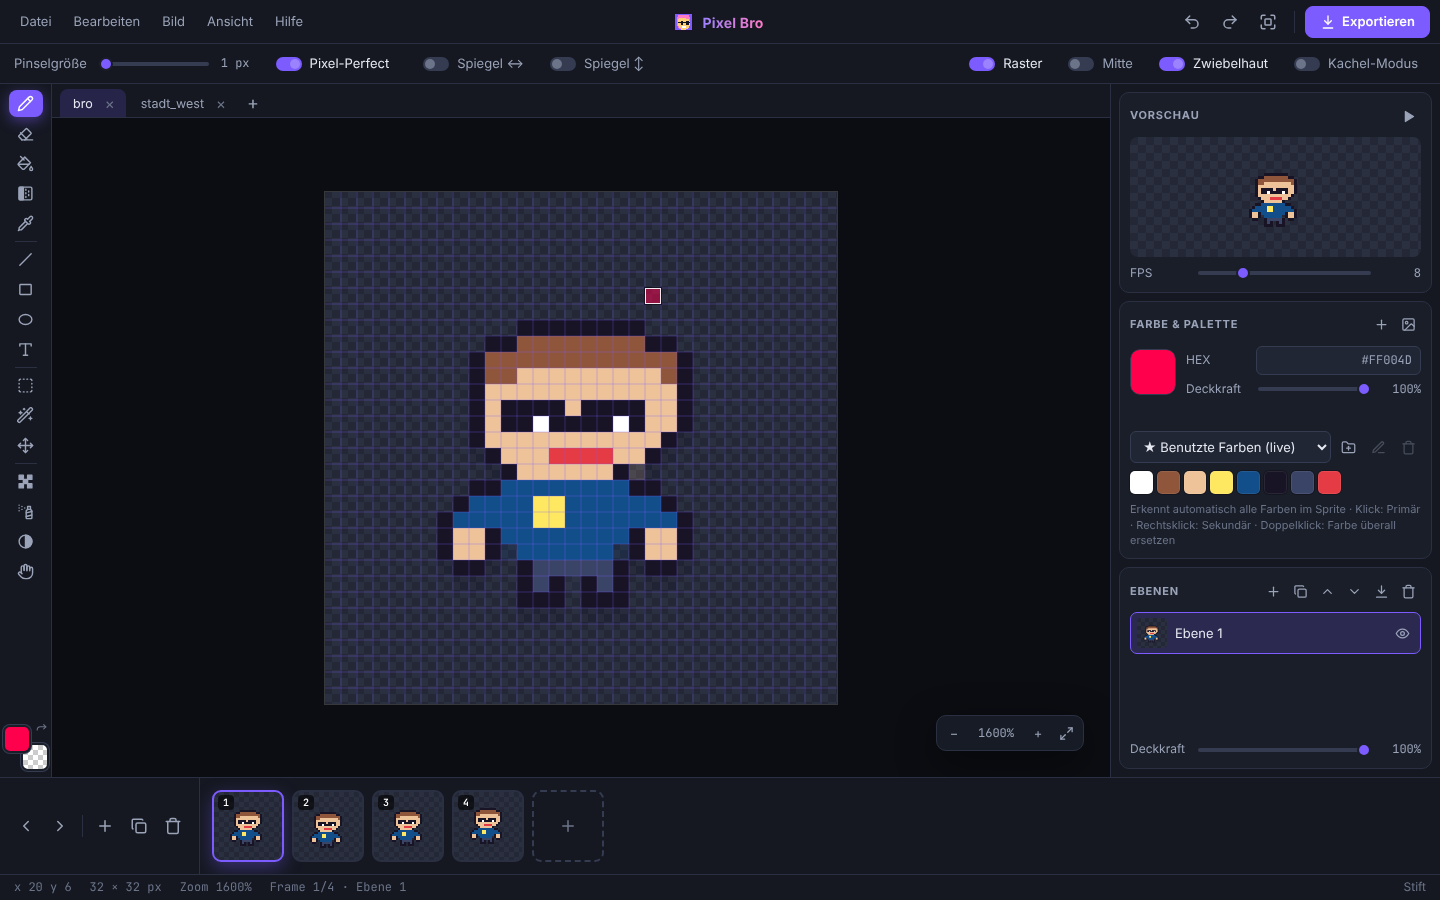 Datei Bearbeiten Bild Ansicht Hilfe
Pixel Bro
Exportieren
Pinselgröße 1 px Pixel-Perfect Spiegel Spiegel
Raster Mitte Zwiebelhaut Kachel-Modus
bro × stadt_west × +
VORSCHAU
FPS 8
FARBE & PALETTE
HEX #FF004D
Deckkraft 100%
★ Benutzte Farben (live)
Erkennt automatisch alle Farben im Sprite · Klick: Primär
· Rechtsklick: Sekundär · Doppelklick: Farbe überall
ersetzen
EBENEN
Ebene 1
Deckkraft 100%
− 1600% +
1 2 3 4
x 20 y 6 32 × 32 px Zoom 1600% Frame 1/4 · Ebene 1
Stift